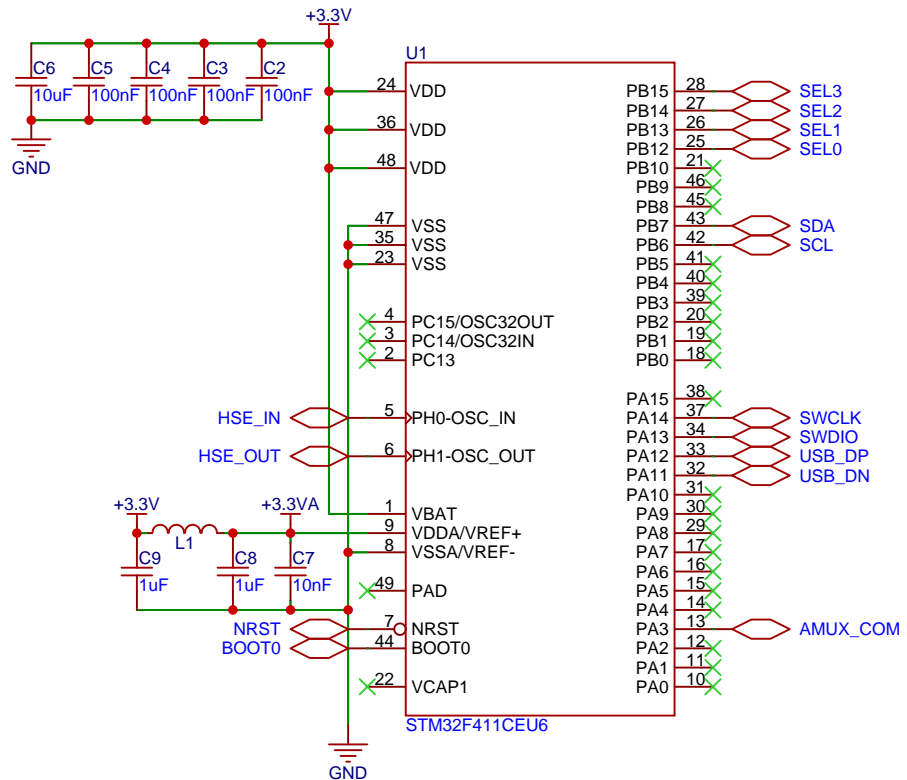 +3.3V
C6
10uF
C5
100nF
C4
100nF
C3
100nF
C2
100nF
GND
U1
24 VDD
36 VDD
48 VDD
47 VSS
35 VSS
23 VSS
4 PC15/OSC32OUT
3 PC14/OSC32IN
2 PC13
HSE_IN 5 PH0-OSC_IN
HSE_OUT 6 PH1-OSC_OUT
1 VBAT
9 VDDA/VREF+
8 VSSA/VREF-
49 PAD
NRST 7 NRST
BOOT0 44 BOOT0
22 VCAP1
+3.3V
L1
+3.3VA
C9
1uF
C8
1uF
C7
10nF
GND
PB15 28 SEL3
PB14 27 SEL2
PB13 26 SEL1
PB12 25 SEL0
PB10 21
PB9 46
PB8 45
PB7 43 SDA
PB6 42 SCL
PB5 41
PB4 40
PB3 39
PB2 20
PB1 19
PB0 18
PA15 38
PA14 37 SWCLK
PA13 34 SWDIO
PA12 33 USB_DP
PA11 32 USB_DN
PA10 31
PA9 30
PA8 29
PA7 17
PA6 16
PA5 15
PA4 14
PA3 13 AMUX_COM
PA2 12
PA1 11
PA0 10
STM32F411CEU6